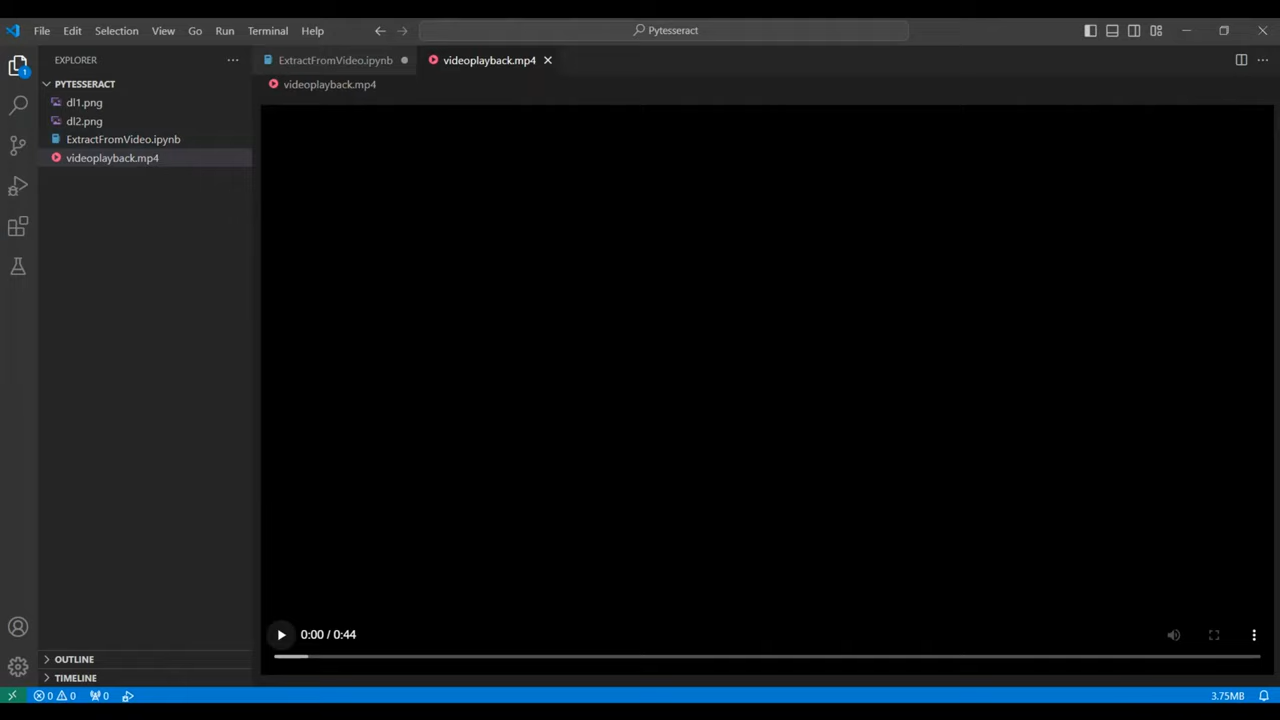 File Edit Selection View Go Run Terminal Help
Pytesseract
EXPLORER
ExtractFromVideo.ipynb
videoplayback.mp4
PYTESSERACT
videoplayback.mp4
dl1.png
dl2.png
ExtractFromVideo.ipynb
videoplayback.mp4
0:00 / 0:44
OUTLINE
TIMELINE
1
0 0 0
3.75MB